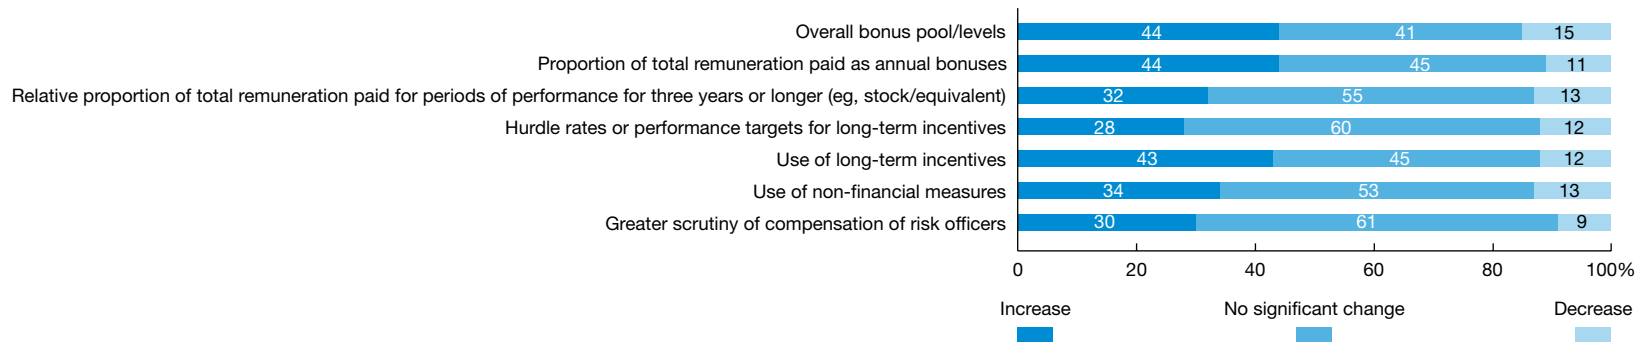 Overall bonus pool/levels 44 41 15
Proportion of total remuneration paid as annual bonuses 44 45 11
Relative proportion of total remuneration paid for periods of performance for three years or longer (eg, stock/equivalent) 32 55 13
Hurdle rates or performance targets for long-term incentives 28 60 12
Use of long-term incentives 43 45 12
Use of non-financial measures 34 53 13
Greater scrutiny of compensation of risk officers 30 61 9
0 20 40 60 80 100%
Increase No significant change Decrease